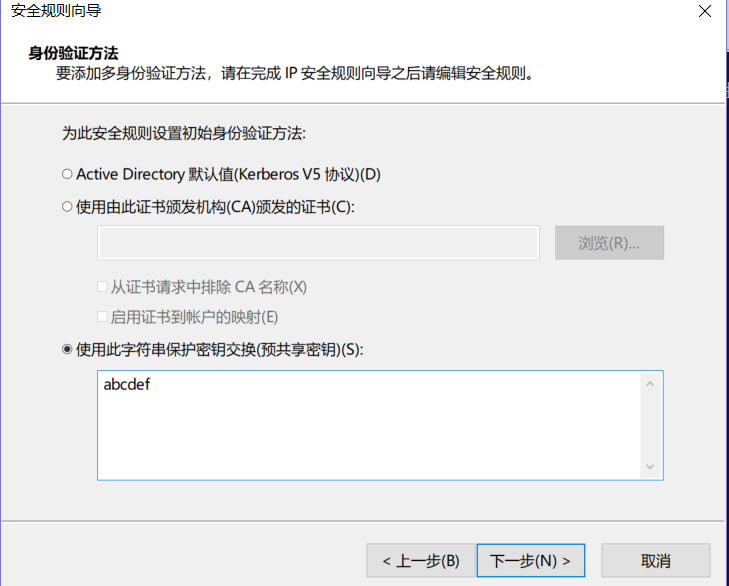 安全规则向导
身份验证方法
要添加多身份验证方法，请在完成 IP 安全规则向导之后请编辑安全规则。
为此安全规则设置初始身份验证方法:
Active Directory 默认值(Kerberos V5 协议)(D)
使用由此证书颁发机构(CA)颁发的证书(C):
浏览(R)...
从证书请求中排除 CA 名称(X)
启用证书到帐户的映射(E)
使用此字符串保护密钥交换(预共享密钥)(S):
abcdef
< 上一步(B) 下一步(N) > 取消